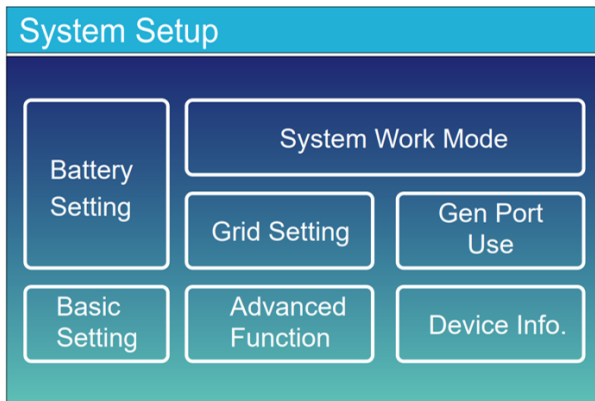 System Setup
Battery
Setting
System Work Mode
Grid Setting
Gen Port
Use
Basic
Setting
Advanced
Function
Device Info.